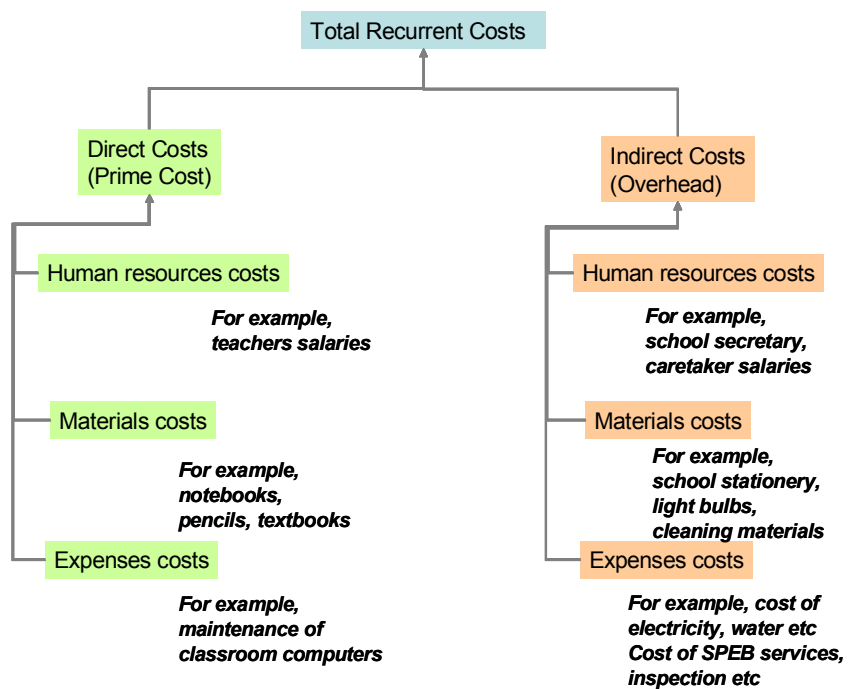 Total Recurrent Costs
Direct Costs
(Prime Cost)
Human resources costs
For example,
teachers salaries
Materials costs
For example,
notebooks,
pencils, textbooks
Expenses costs
For example,
maintenance of
classroom computers
Indirect Costs
(Overhead)
Human resources costs
For example,
school secretary,
caretaker salaries
Materials costs
For example,
school stationery,
light bulbs,
cleaning materials
Expenses costs
For example, cost of
electricity, water etc
Cost of SPEB services,
inspection etc